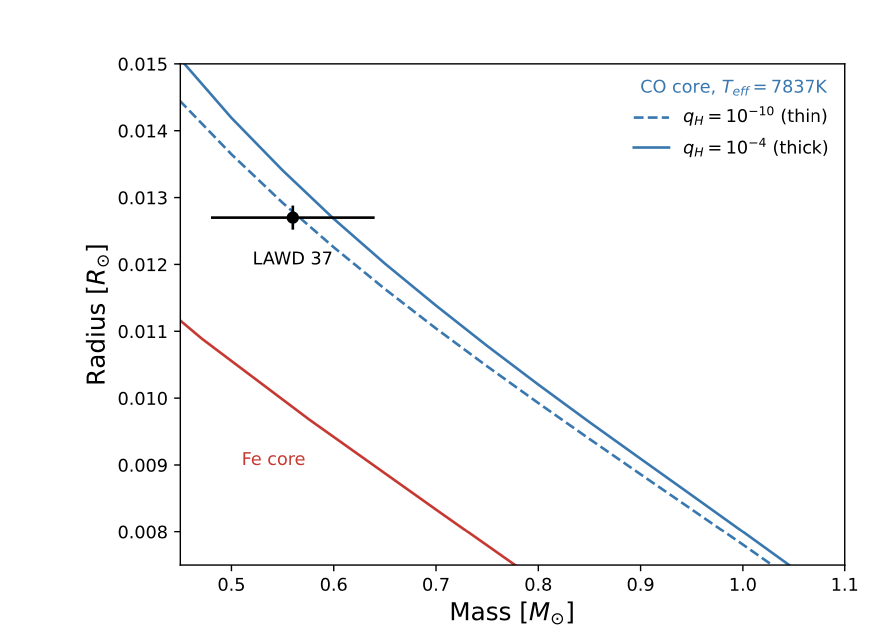 CO core, T_eff = 7837K
q_H = 10^−10 (thin)
q_H = 10^−4 (thick)
0.015
0.014
0.013
0.012
0.011
0.010
0.009
0.008
Radius [R_⊙]
LAWD 37
Fe core
0.5 0.6 0.7 0.8 0.9 1.0 1.1
Mass [M_⊙]